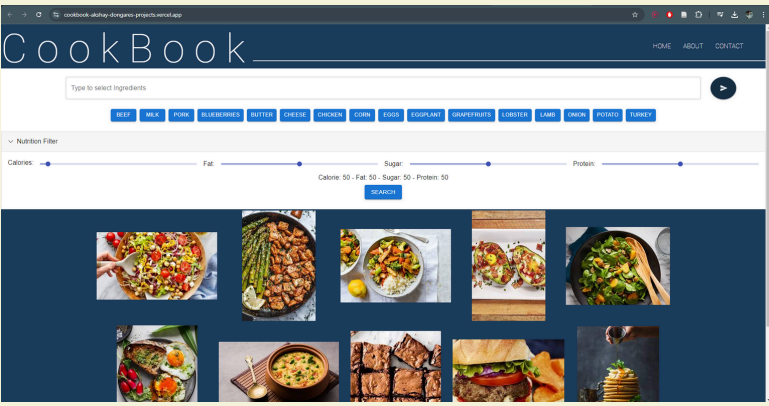 cookbook-akshay-dongares-projects.vercel.app
CookBook
HOME ABOUT CONTACT
Type to select Ingredients
BEEF MILK PORK BLUEBERRIES BUTTER CHEESE CHICKEN CORN EGGS EGGPLANT GRAPEFRUITS LOBSTER LAMB ONION POTATO TURKEY
Nutrition Filter
Calories: Fat: Sugar: Protein:
Calorie: 50 - Fat: 50 - Sugar: 50 - Protein: 50
SEARCH